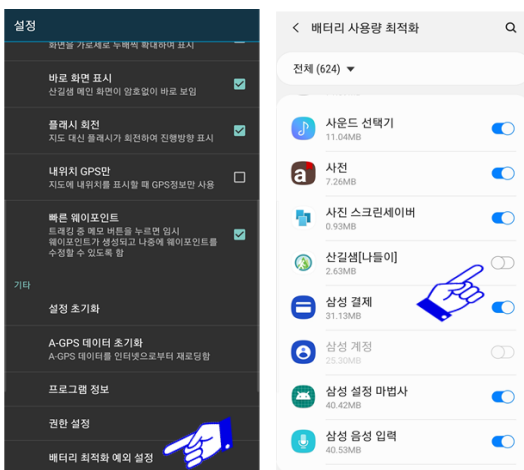 설정
화면을 가로세로 두배씩 확대하여 표시
바로 화면 표시
산길샘 메인 화면이 암호없이 바로 보임
플래시 회전
지도 대신 플래시가 회전하여 진행방향 표시
내위치 GPS만
지도에 내위치를 표시할 때 GPS정보만 사용
빠른 웨이포인트
트래킹 중 메모 버튼을 누르면 임시
웨이포인트가 생성되고 나중에 웨이포인트를
수정할 수 있도록 함
기타
설정 초기화
A-GPS 데이터 초기화
A-GPS 데이터를 인터넷으로부터 재로딩함
프로그램 정보
권한 설정
배터리 최적화 예외 설정
배터리 사용량 최적화
전체 (624) ▼
사운드 선택기
11.04MB
사전
7.26MB
사진 스크린세이버
0.93MB
산길샘[나들이]
2.63MB
삼성 결제
31.13MB
삼성 계정
25.30MB
삼성 설정 마법사
40.42MB
삼성 음성 입력
40.53MB